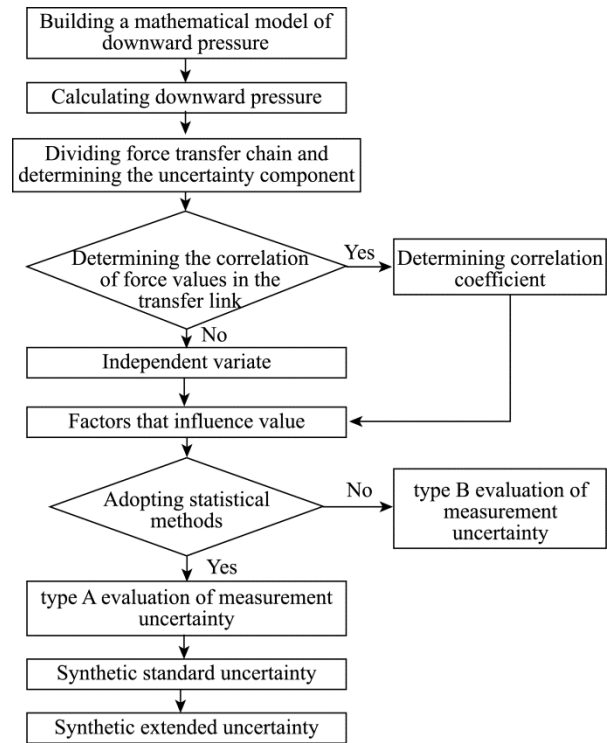 Building a mathematical model of
downward pressure
Calculating downward pressure
Dividing force transfer chain and
determining the uncertainty component
Determining the correlation
of force values in the
transfer link
Yes
Determining correlation
coefficient
No
Independent variate
Factors that influence value
Adopting statistical
methods
No
type B evaluation of
measurement
uncertainty
Yes
type A evaluation of measurement
uncertainty
Synthetic standard uncertainty
Synthetic extended uncertainty